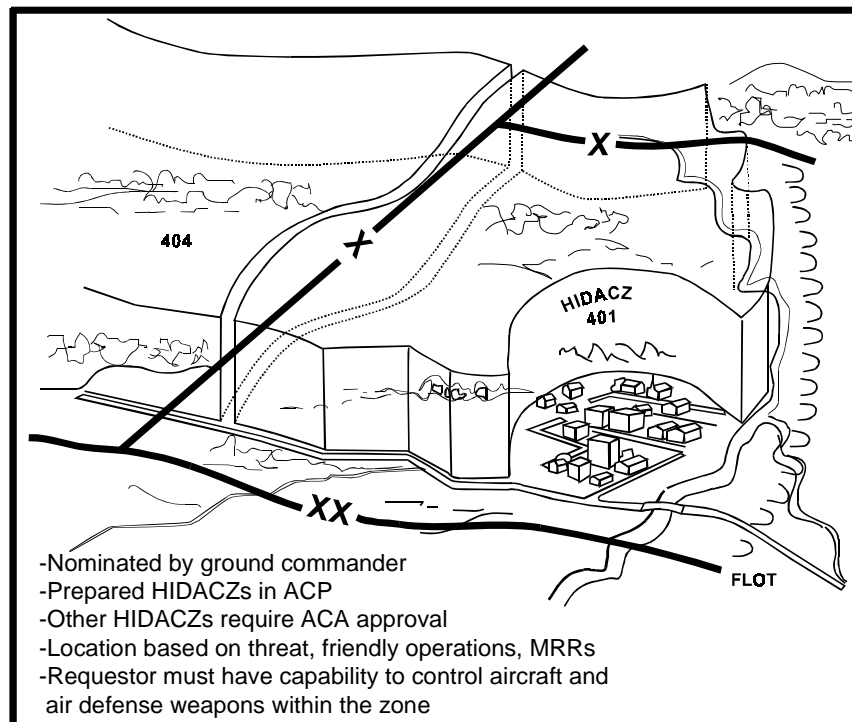 X
X
404
HIDACZ
401
XX
FLOT
-Nominated by ground commander
-Prepared HIDACZs in ACP
-Other HIDACZs require ACA approval
-Location based on threat, friendly operations, MRRs
-Requestor must have capability to control aircraft and
air defense weapons within the zone